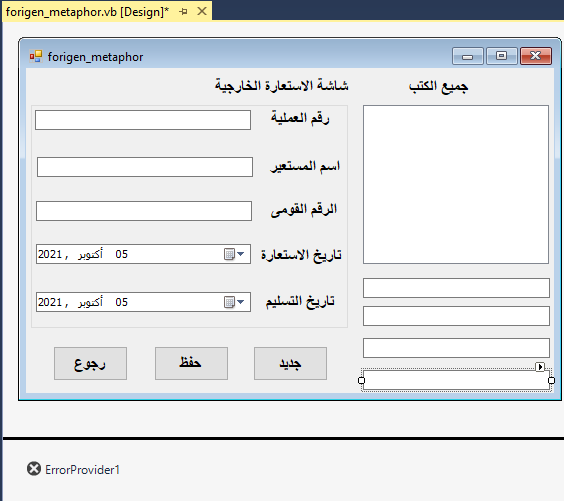 forigen_metaphor.vb [Design]*
forigen_metaphor
شاشة الاستعارة الخارجية
جميع الكتب
رقم العملية
اسم المستعير
الرقم القومى
تاريخ الاستعارة
05 أكتوبر , 2021
تاريخ التسليم
05 أكتوبر , 2021
جديد
حفظ
رجوع
ErrorProvider1